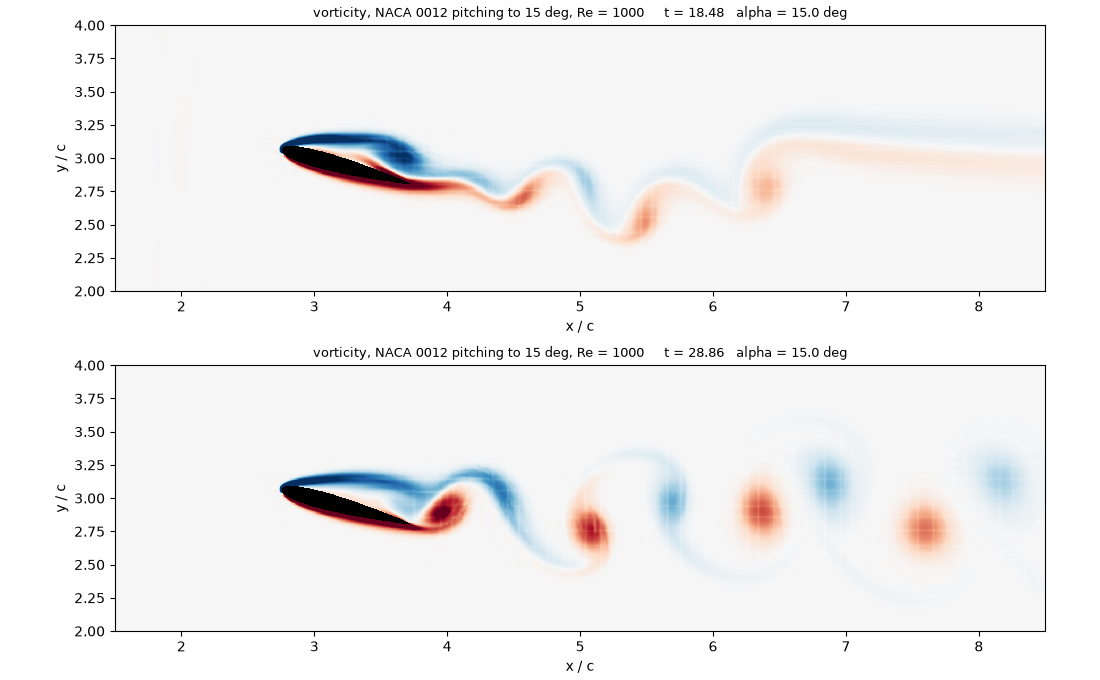 vorticity, NACA 0012 pitching to 15 deg, Re = 1000     t = 18.48   alpha = 15.0 deg
4.00
3.75
3.50
3.25
3.00
2.75
2.50
2.25
2.00
y / c
2 3 4 5 6 7 8
x / c
vorticity, NACA 0012 pitching to 15 deg, Re = 1000     t = 28.86   alpha = 15.0 deg
4.00
3.75
3.50
3.25
3.00
2.75
2.50
2.25
2.00
y / c
2 3 4 5 6 7 8
x / c